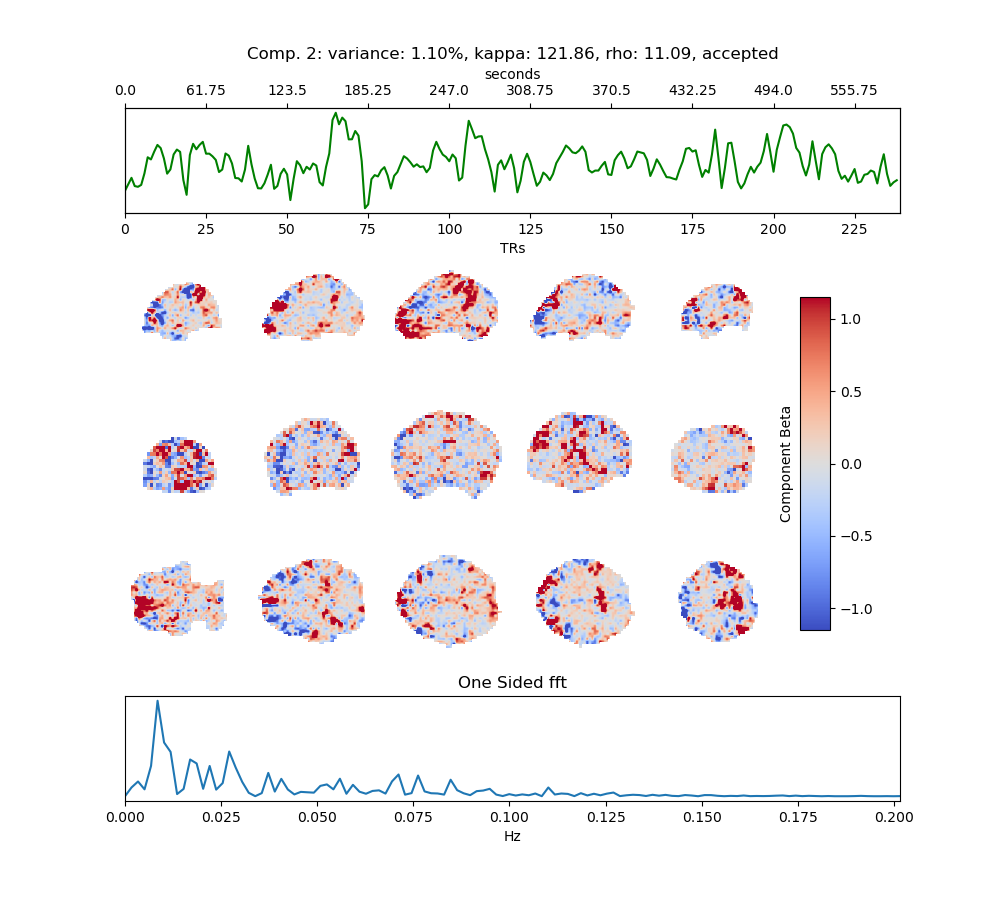 Comp. 2: variance: 1.10%, kappa: 121.86, rho: 11.09, accepted
seconds
0.0 61.75 123.5 185.25 247.0 308.75 370.5 432.25 494.0 555.75
0 25 50 75 100 125 150 175 200 225
TRs
1.0
0.5
0.0
−0.5
−1.0
Component Beta
One Sided fft
0.000 0.025 0.050 0.075 0.100 0.125 0.150 0.175 0.200
Hz